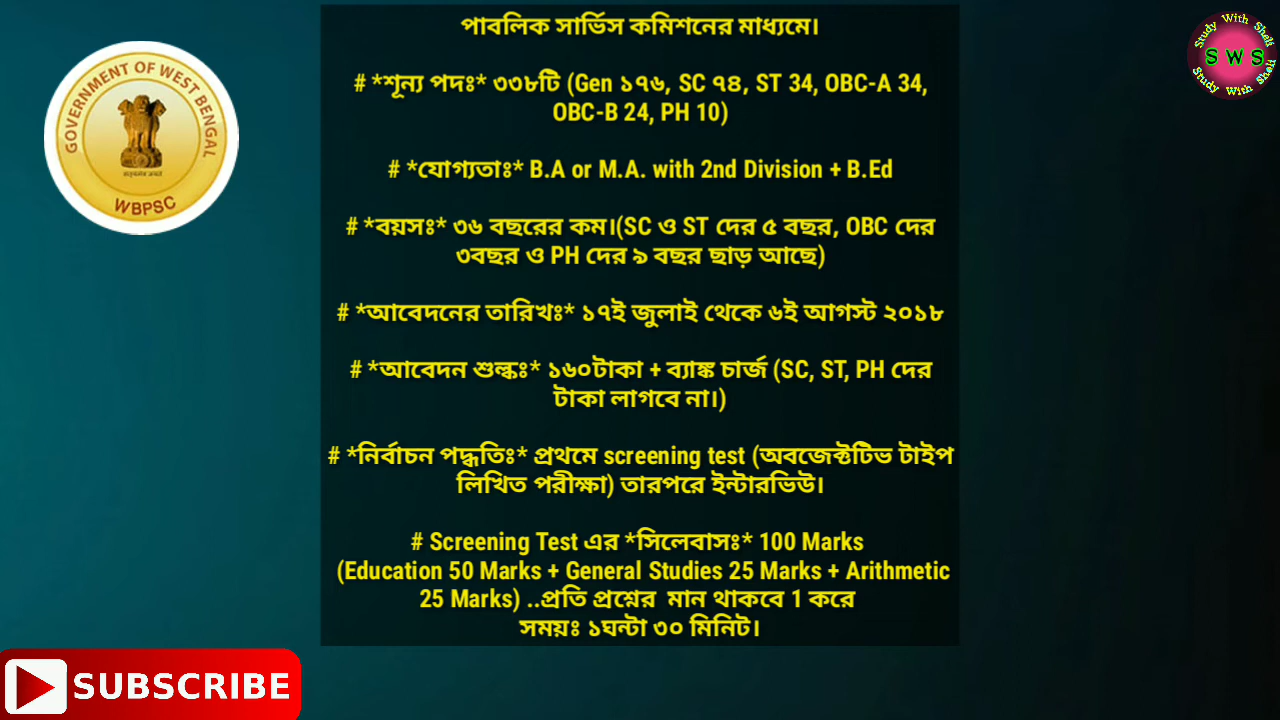 পাবলিক সার্ভিস কমিশনের মাধ্যমে।
# *শূন্য পদঃ* ৩৩৮টি (Gen ১৭৬, SC ৭৪, ST 34, OBC-A 34,
OBC-B 24, PH 10)
# *যোগ্যতাঃ* B.A or M.A. with 2nd Division + B.Ed
# *বয়সঃ* ৩৬ বছরের কম।(SC ও ST দের ৫ বছর, OBC দের
৩বছর ও PH দের ৯ বছর ছাড় আছে)
# *আবেদনের তারিখঃ* ১৭ই জুলাই থেকে ৬ই আগস্ট ২০১৮
# *আবেদন শুল্কঃ* ১৬০টাকা + ব্যাঙ্ক চার্জ (SC, ST, PH দের
টাকা লাগবে না।)
# *নির্বাচন পদ্ধতিঃ* প্রথমে screening test (অবজেক্টটিভ টাইপ
লিখিত পরীক্ষা) তারপরে ইন্টারভিউ।
# Screening Test এর *সিলেবাসঃ* 100 Marks
(Education 50 Marks + General Studies 25 Marks + Arithmetic
25 Marks) ..প্রতি প্রশ্নের মান থাকবে 1 করে
সময়ঃ ১ঘন্টা ৩০ মিনিট।
GOVERNMENT OF WEST BENGAL
WBPSC
Study With Shelf
S W S
Study With Shelf
SUBSCRIBE